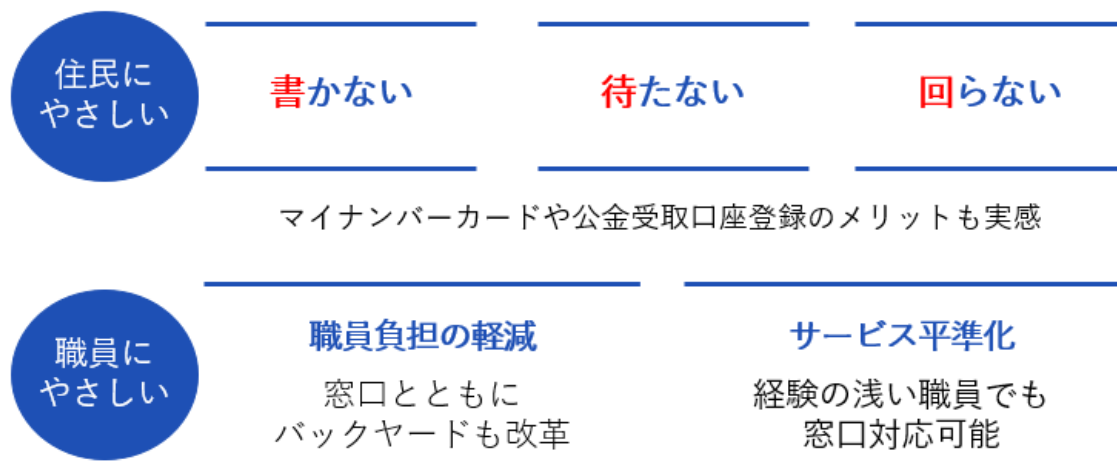 住民に
やさしい
書かない
待たない
回らない
マイナンバーカードや公金受取口座登録のメリットも実感
職員に
やさしい
職員負担の軽減
窓口とともに
バックヤードも改革
サービス平準化
経験の浅い職員でも
窓口対応可能